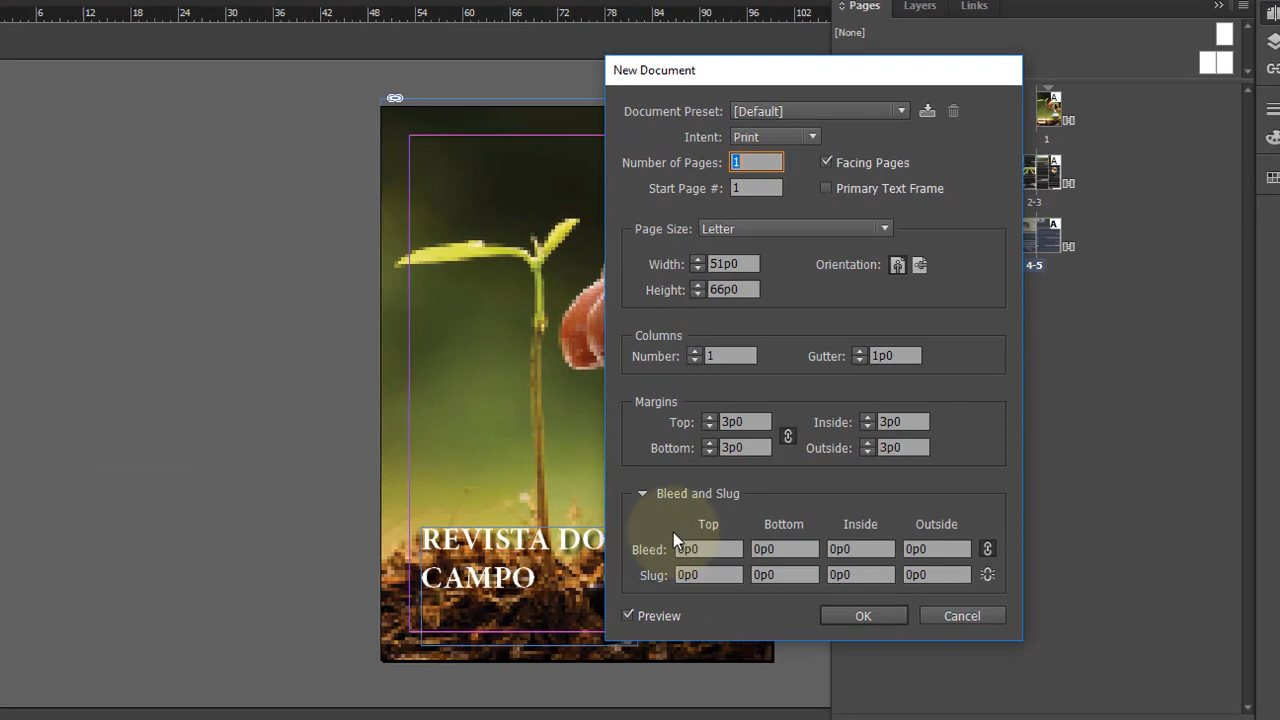 6 12 18 24 30 36 42 48 54 60 66 72 78 84 90 96 102
Pages Layers Links
[None]
New Document
Document Preset: [Default]
Intent: Print
Number of Pages: 1 Facing Pages
Start Page #: 1 Primary Text Frame
Page Size: Letter
Width: 51p0 Orientation:
Height: 66p0
Columns
Number: 1 Gutter: 1p0
Margins
Top: 3p0 Inside: 3p0
Bottom: 3p0 Outside: 3p0
Bleed and Slug
Top Bottom Inside Outside
Bleed: 0p0 0p0 0p0 0p0
Slug: 0p0 0p0 0p0 0p0
Preview OK Cancel
A
1
A
2-3
A
4-5
REVISTA DO
CAMPO